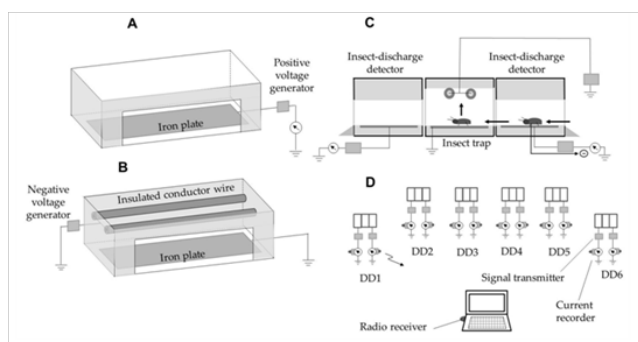 A
Positive
voltage
generator
Iron plate
B
Negative
voltage
generator
Insulated conductor wire
Iron plate
C
Insect-discharge
detector
Insect-discharge
detector
Insect trap
D
DD1
DD2
DD3
DD4
DD5
DD6
Signal transmitter
Current
recorder
Radio receiver